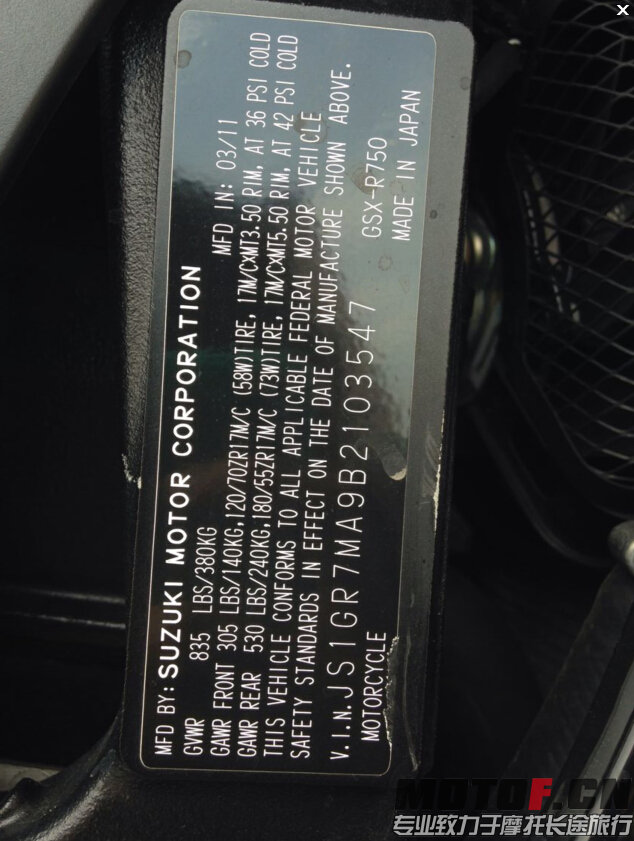 MFD BY: SUZUKI MOTOR CORPORATION
GVWR 835 LBS/380KG MFD IN: 03/11
GAWR FRONT 305 LBS/140KG,120/70ZR17M/C (58W)TIRE, 17M/CXMT3.50 RIM, AT 36 PSI COLD
GAWR REAR 530 LBS/240KG,180/55ZR17M/C (73W)TIRE, 17M/CXMT5.50 RIM, AT 42 PSI COLD
THIS VEHICLE CONFORMS TO ALL APPLICABLE FEDERAL MOTOR VEHICLE
SAFETY STANDARDS IN EFFECT ON THE DATE OF MANUFACTURE SHOWN ABOVE.
V.I.N. JS1GR7MA9B2103547 GSX-R750
MOTORCYCLE MADE IN JAPAN
MOTOF.CN
专业致力于摩托长途旅行